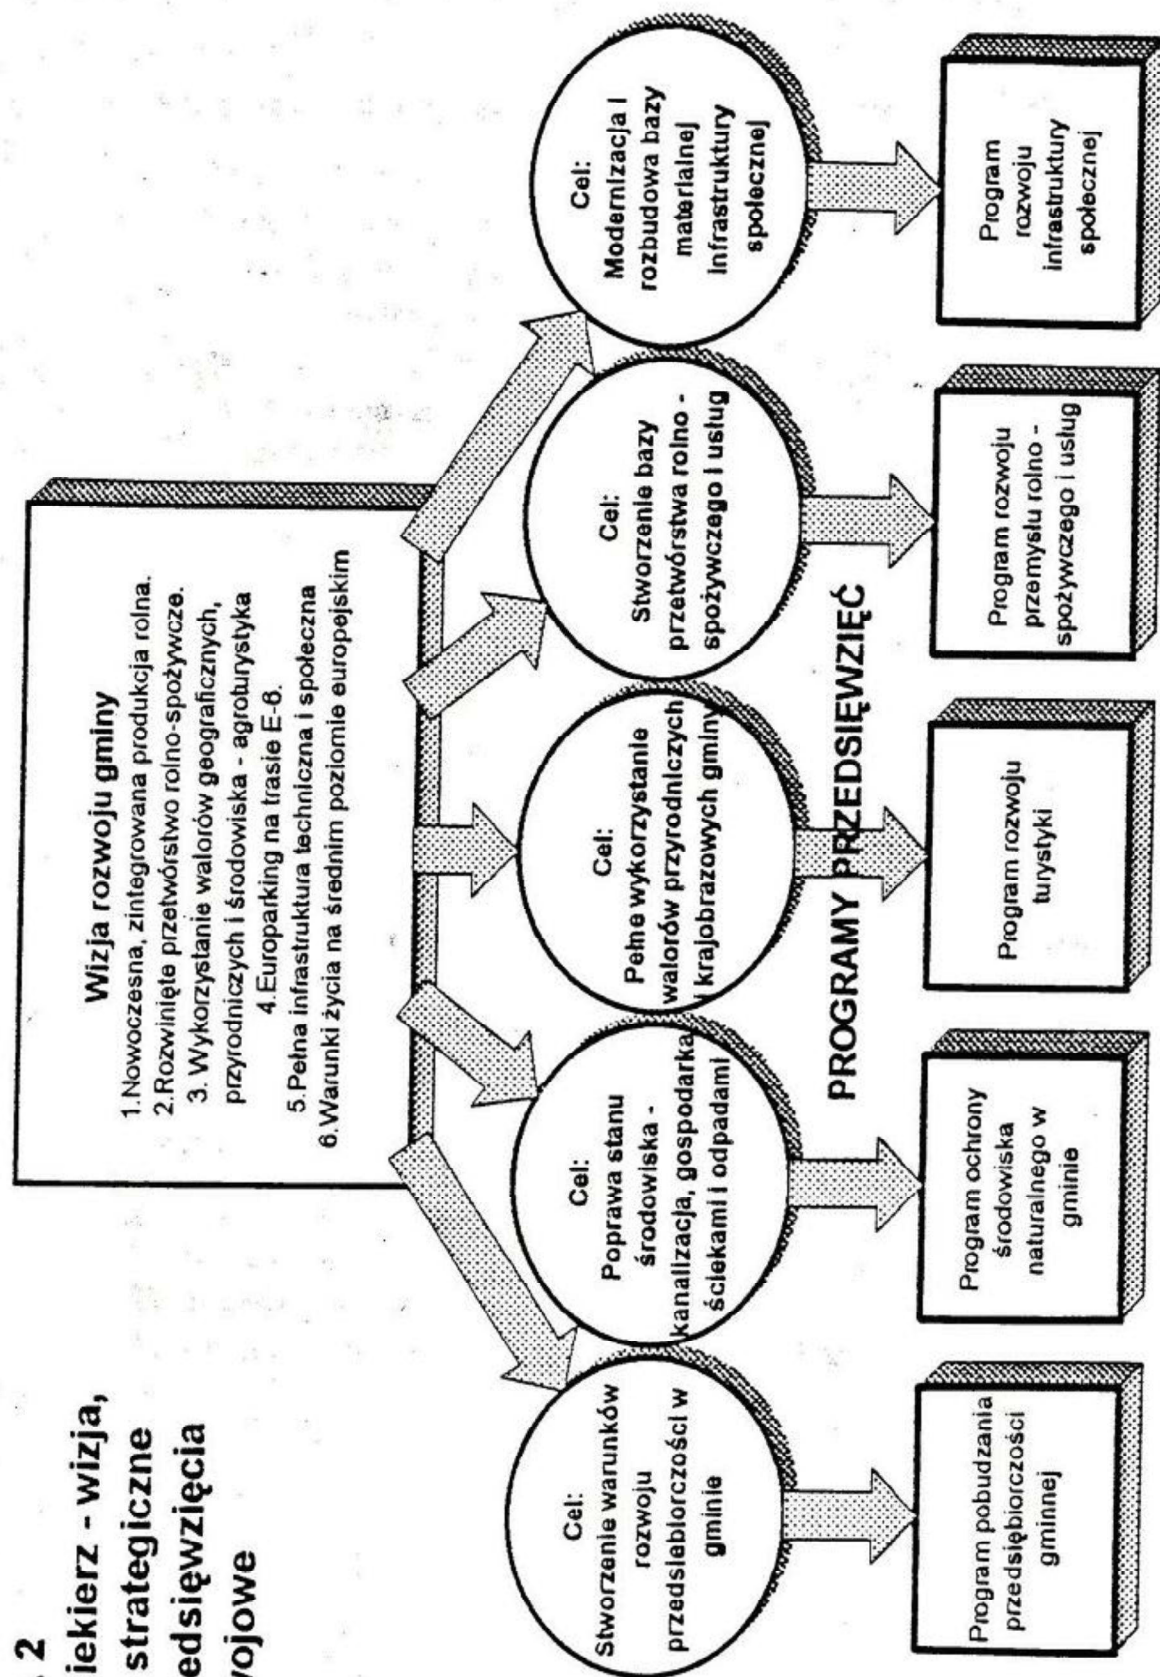 2
iekierz - wizja,
strategiczne
edsięwzięcia
vojowe
Wizja rozwoju gminy
1.Nowoczesna, zintegrowana produkcja rolna.
2.Rozwinięte przetwórstwo rolno-spożywcze.
3. Wykorzystanie walorów geograficznych,
przyrodniczych i środowiska - agroturystyka
4.Europarking na trasie E-6.
5.Pełna infrastruktura techniczna i społeczna
6.Warunki życia na średnim poziomie europejskim
Cel:
Stworzenie warunków
rozwoju
przedsiebiorczości w
gminie
Cel:
Poprawa stanu
środowiska -
kanalizacja, gospodarka
ściekami i odpadami
Cel:
Pełne wykorzystanie
walorów przyrodniczych
i krajobrazowych gminy
Cel:
Stworzenie bazy
przetwórstwa rolno -
spożywczego i usług
Cel:
Modernizacja i
rozbudowa bazy
materialnej
infrastruktury
społecznej
PROGRAMY PRZEDSIĘWZIĘĆ
Program pobudzania
przedsiębiorczości
gminnej
Program ochrony
środowiska
naturalnego w
gminie
Program rozwoju
turystyki
Program rozwoju
przemysłu rolno -
spożywczego i usług
Program
rozwoju
infrastruktury
społecznej